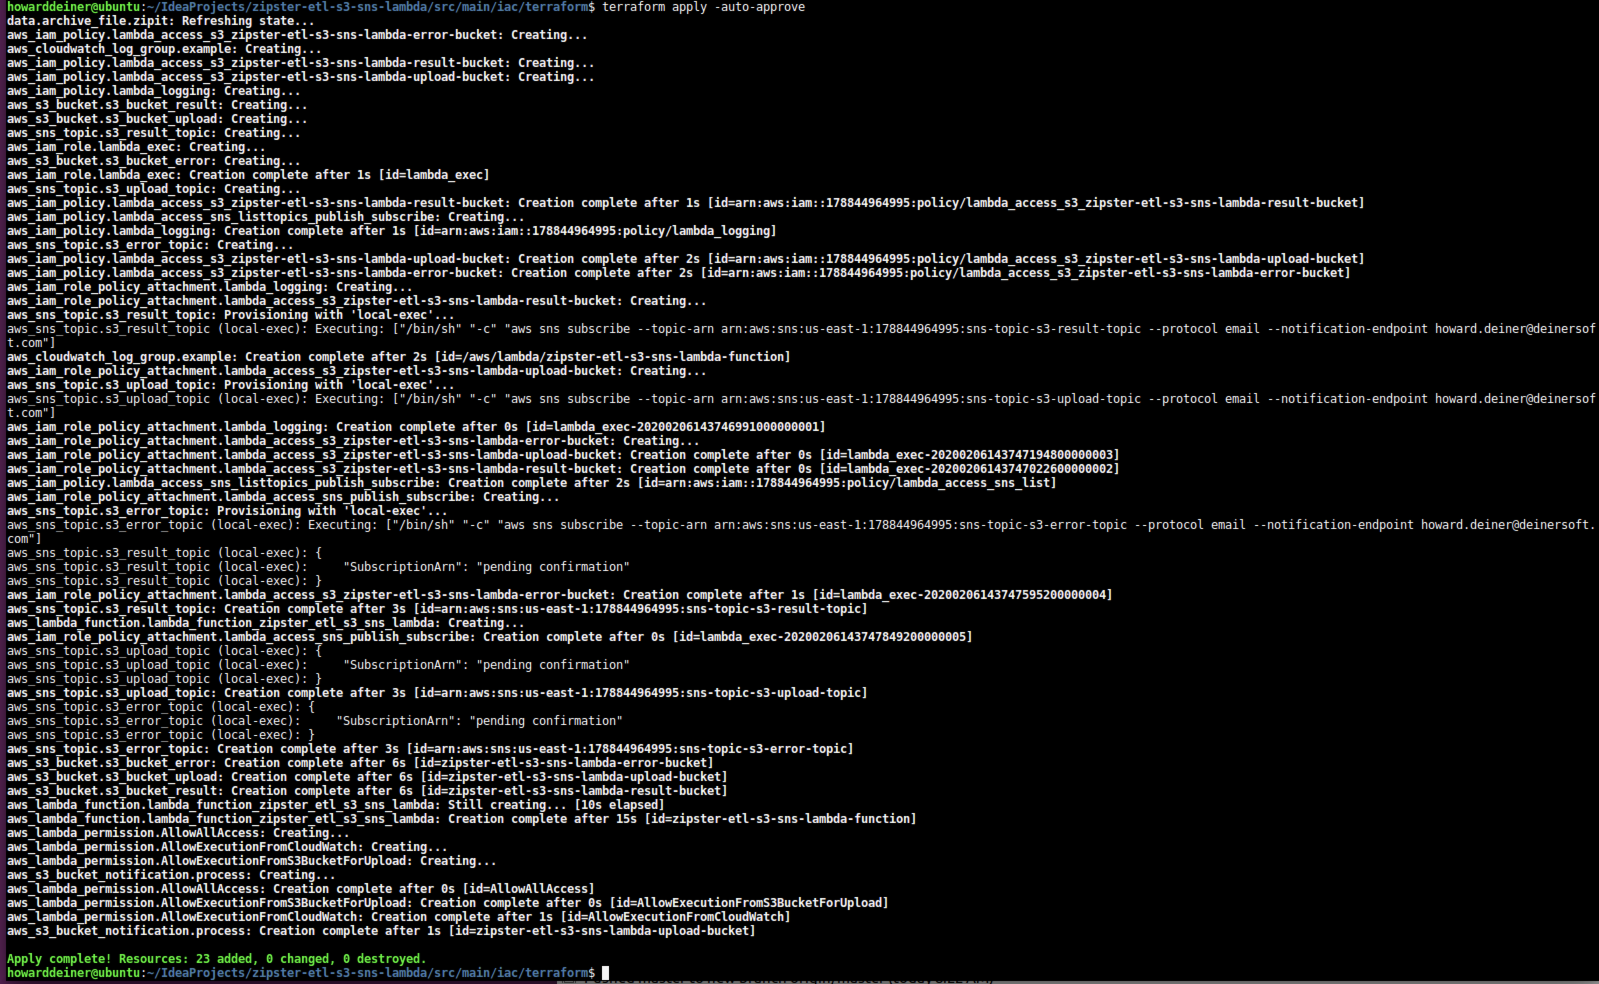 howarddeiner@ubuntu:~/IdeaProjects/zipster-etl-s3-sns-lambda/src/main/iac/terraform$ terraform apply -auto-approve
data.archive_file.zipit: Refreshing state...
aws_iam_policy.lambda_access_s3_zipster-etl-s3-sns-lambda-error-bucket: Creating...
aws_cloudwatch_log_group.example: Creating...
aws_iam_policy.lambda_access_s3_zipster-etl-s3-sns-lambda-result-bucket: Creating...
aws_iam_policy.lambda_access_s3_zipster-etl-s3-sns-lambda-upload-bucket: Creating...
aws_iam_policy.lambda_logging: Creating...
aws_s3_bucket.s3_bucket_result: Creating...
aws_s3_bucket.s3_bucket_upload: Creating...
aws_sns_topic.s3_result_topic: Creating...
aws_iam_role.lambda_exec: Creating...
aws_s3_bucket.s3_bucket_error: Creating...
aws_iam_role.lambda_exec: Creation complete after 1s [id=lambda_exec]
aws_sns_topic.s3_upload_topic: Creating...
aws_iam_policy.lambda_access_s3_zipster-etl-s3-sns-lambda-result-bucket: Creation complete after 1s [id=arn:aws:iam::178844964995:policy/lambda_access_s3_zipster-etl-s3-sns-lambda-result-bucket]
aws_iam_policy.lambda_access_sns_listtopics_publish_subscribe: Creating...
aws_iam_policy.lambda_logging: Creation complete after 1s [id=arn:aws:iam::178844964995:policy/lambda_logging]
aws_sns_topic.s3_error_topic: Creating...
aws_iam_policy.lambda_access_s3_zipster-etl-s3-sns-lambda-upload-bucket: Creation complete after 2s [id=arn:aws:iam::178844964995:policy/lambda_access_s3_zipster-etl-s3-sns-lambda-upload-bucket]
aws_iam_policy.lambda_access_s3_zipster-etl-s3-sns-lambda-error-bucket: Creation complete after 2s [id=arn:aws:iam::178844964995:policy/lambda_access_s3_zipster-etl-s3-sns-lambda-error-bucket]
aws_iam_role_policy_attachment.lambda_logging: Creating...
aws_iam_role_policy_attachment.lambda_access_s3_zipster-etl-s3-sns-lambda-result-bucket: Creating...
aws_sns_topic.s3_result_topic: Provisioning with 'local-exec'...
aws_sns_topic.s3_result_topic (local-exec): Executing: ["/bin/sh" "-c" "aws sns subscribe --topic-arn arn:aws:sns:us-east-1:178844964995:sns-topic-s3-result-topic --protocol email --notification-endpoint howard.deiner@deinersof
t.com"]
aws_cloudwatch_log_group.example: Creation complete after 2s [id=/aws/lambda/zipster-etl-s3-sns-lambda-function]
aws_iam_role_policy_attachment.lambda_access_s3_zipster-etl-s3-sns-lambda-upload-bucket: Creating...
aws_sns_topic.s3_upload_topic: Provisioning with 'local-exec'...
aws_sns_topic.s3_upload_topic (local-exec): Executing: ["/bin/sh" "-c" "aws sns subscribe --topic-arn arn:aws:sns:us-east-1:178844964995:sns-topic-s3-upload-topic --protocol email --notification-endpoint howard.deiner@deinersof
t.com"]
aws_iam_role_policy_attachment.lambda_logging: Creation complete after 0s [id=lambda_exec-20200206143746991000000001]
aws_iam_role_policy_attachment.lambda_access_s3_zipster-etl-s3-sns-lambda-error-bucket: Creating...
aws_iam_role_policy_attachment.lambda_access_s3_zipster-etl-s3-sns-lambda-upload-bucket: Creation complete after 0s [id=lambda_exec-20200206143747194800000003]
aws_iam_role_policy_attachment.lambda_access_s3_zipster-etl-s3-sns-lambda-result-bucket: Creation complete after 0s [id=lambda_exec-20200206143747022600000002]
aws_iam_policy.lambda_access_sns_listtopics_publish_subscribe: Creation complete after 2s [id=arn:aws:iam::178844964995:policy/lambda_access_sns_list]
aws_iam_role_policy_attachment.lambda_access_sns_publish_subscribe: Creating...
aws_sns_topic.s3_error_topic: Provisioning with 'local-exec'...
aws_sns_topic.s3_error_topic (local-exec): Executing: ["/bin/sh" "-c" "aws sns subscribe --topic-arn arn:aws:sns:us-east-1:178844964995:sns-topic-s3-error-topic --protocol email --notification-endpoint howard.deiner@deinersoft.
com"]
aws_sns_topic.s3_result_topic (local-exec): {
aws_sns_topic.s3_result_topic (local-exec):     "SubscriptionArn": "pending confirmation"
aws_sns_topic.s3_result_topic (local-exec): }
aws_iam_role_policy_attachment.lambda_access_s3_zipster-etl-s3-sns-lambda-error-bucket: Creation complete after 1s [id=lambda_exec-20200206143747595200000004]
aws_sns_topic.s3_result_topic: Creation complete after 3s [id=arn:aws:sns:us-east-1:178844964995:sns-topic-s3-result-topic]
aws_lambda_function.lambda_function_zipster_etl_s3_sns_lambda: Creating...
aws_iam_role_policy_attachment.lambda_access_sns_publish_subscribe: Creation complete after 0s [id=lambda_exec-20200206143747849200000005]
aws_sns_topic.s3_upload_topic (local-exec): {
aws_sns_topic.s3_upload_topic (local-exec):     "SubscriptionArn": "pending confirmation"
aws_sns_topic.s3_upload_topic (local-exec): }
aws_sns_topic.s3_upload_topic: Creation complete after 3s [id=arn:aws:sns:us-east-1:178844964995:sns-topic-s3-upload-topic]
aws_sns_topic.s3_error_topic (local-exec): {
aws_sns_topic.s3_error_topic (local-exec):     "SubscriptionArn": "pending confirmation"
aws_sns_topic.s3_error_topic (local-exec): }
aws_sns_topic.s3_error_topic: Creation complete after 3s [id=arn:aws:sns:us-east-1:178844964995:sns-topic-s3-error-topic]
aws_s3_bucket.s3_bucket_error: Creation complete after 6s [id=zipster-etl-s3-sns-lambda-error-bucket]
aws_s3_bucket.s3_bucket_upload: Creation complete after 6s [id=zipster-etl-s3-sns-lambda-upload-bucket]
aws_s3_bucket.s3_bucket_result: Creation complete after 6s [id=zipster-etl-s3-sns-lambda-result-bucket]
aws_lambda_function.lambda_function_zipster_etl_s3_sns_lambda: Still creating... [10s elapsed]
aws_lambda_function.lambda_function_zipster_etl_s3_sns_lambda: Creation complete after 15s [id=zipster-etl-s3-sns-lambda-function]
aws_lambda_permission.AllowAllAccess: Creating...
aws_lambda_permission.AllowExecutionFromCloudWatch: Creating...
aws_lambda_permission.AllowExecutionFromS3BucketForUpload: Creating...
aws_s3_bucket_notification.process: Creating...
aws_lambda_permission.AllowAllAccess: Creation complete after 0s [id=AllowAllAccess]
aws_lambda_permission.AllowExecutionFromS3BucketForUpload: Creation complete after 0s [id=AllowExecutionFromS3BucketForUpload]
aws_lambda_permission.AllowExecutionFromCloudWatch: Creation complete after 1s [id=AllowExecutionFromCloudWatch]
aws_s3_bucket_notification.process: Creation complete after 1s [id=zipster-etl-s3-sns-lambda-upload-bucket]

Apply complete! Resources: 23 added, 0 changed, 0 destroyed.
howarddeiner@ubuntu:~/IdeaProjects/zipster-etl-s3-sns-lambda/src/main/iac/terraform$